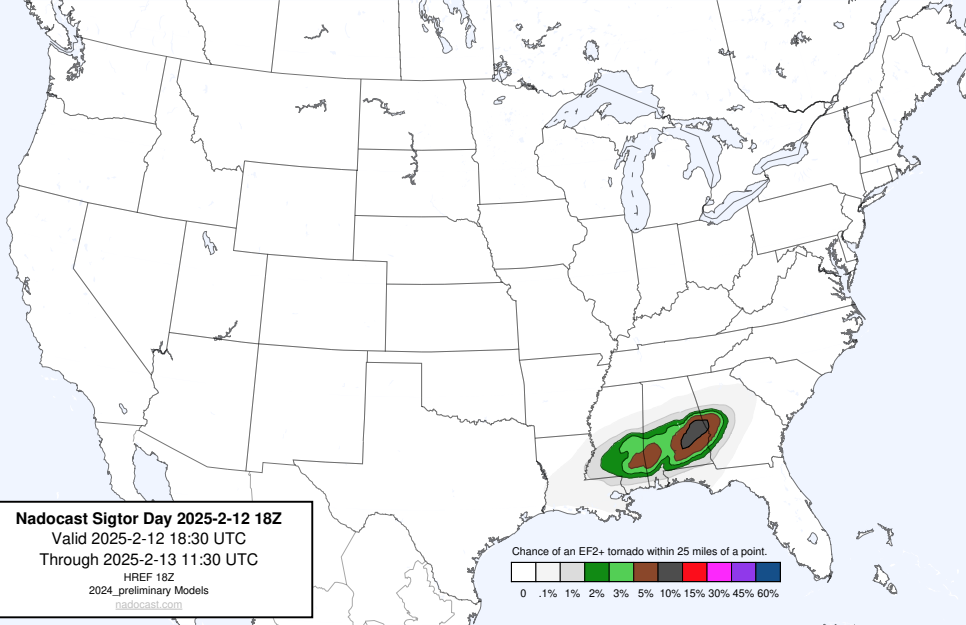 Nadocast Sigtor Day 2025-2-12 18Z
Valid 2025-2-12 18:30 UTC
Through 2025-2-13 11:30 UTC
HREF 18Z
2024_preliminary Models
nadocast.com
Chance of an EF2+ tornado within 25 miles of a point.
0 .1% 1% 2% 3% 5% 10% 15% 30% 45% 60%